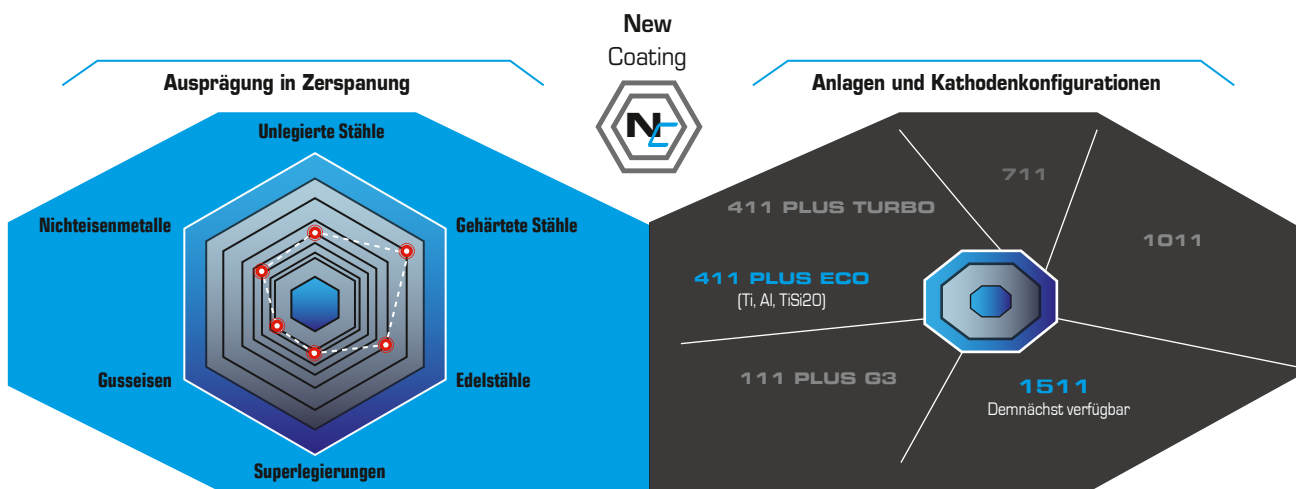 New
Coating
NC
Ausprägung in Zerspanung
Unlegierte Stähle
Nichteisenmetalle
Gehärtete Stähle
Gusseisen
Edelstähle
Superlegierungen
Anlagen und Kathodenkonfigurationen
711
411 PLUS TURBO
1011
411 PLUS ECO
(Ti, Al, TiSi20)
111 PLUS G3
1511
Demnächst verfügbar